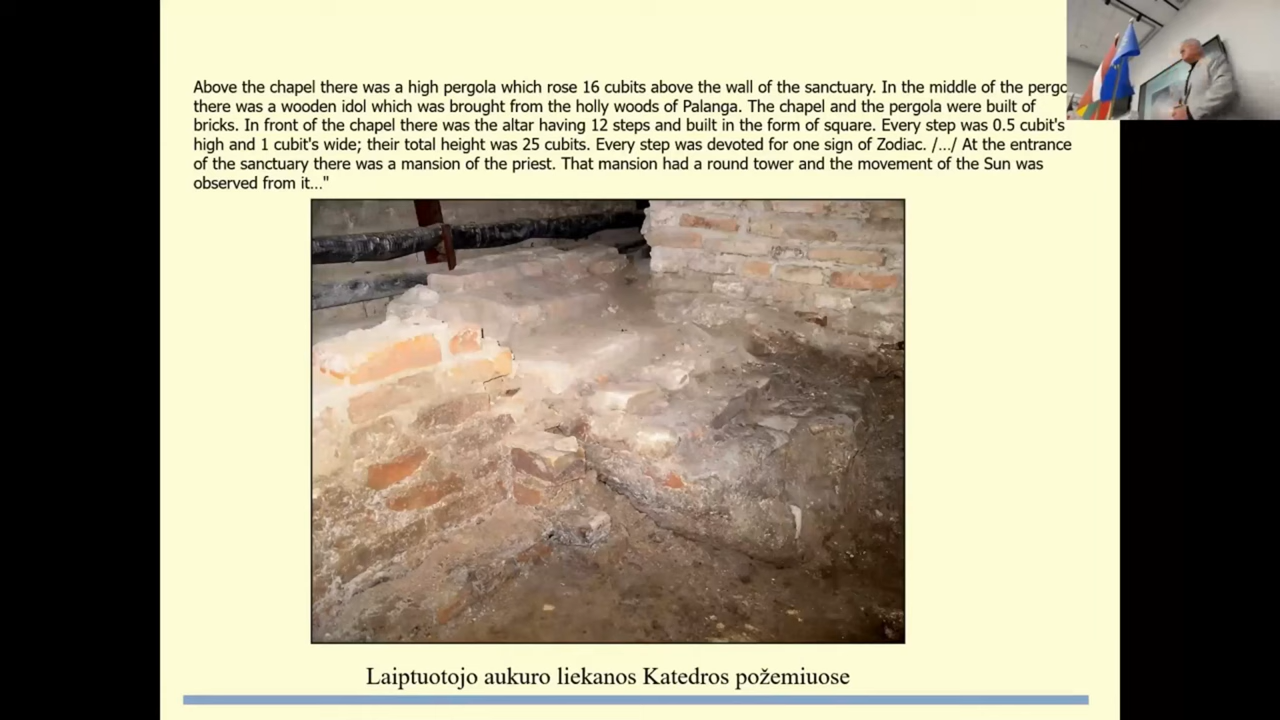 Above the chapel there was a high pergola which rose 16 cubits above the wall of the sanctuary. In the middle of the pergo
there was a wooden idol which was brought from the holly woods of Palanga. The chapel and the pergola were built of
bricks. In front of the chapel there was the altar having 12 steps and built in the form of square. Every step was 0.5 cubit's
high and 1 cubit's wide; their total height was 25 cubits. Every step was devoted for one sign of Zodiac. /.../ At the entrance
of the sanctuary there was a mansion of the priest. That mansion had a round tower and the movement of the Sun was
observed from it..."
Laiptuotojo aukuro liekanos Katedros požemiuose